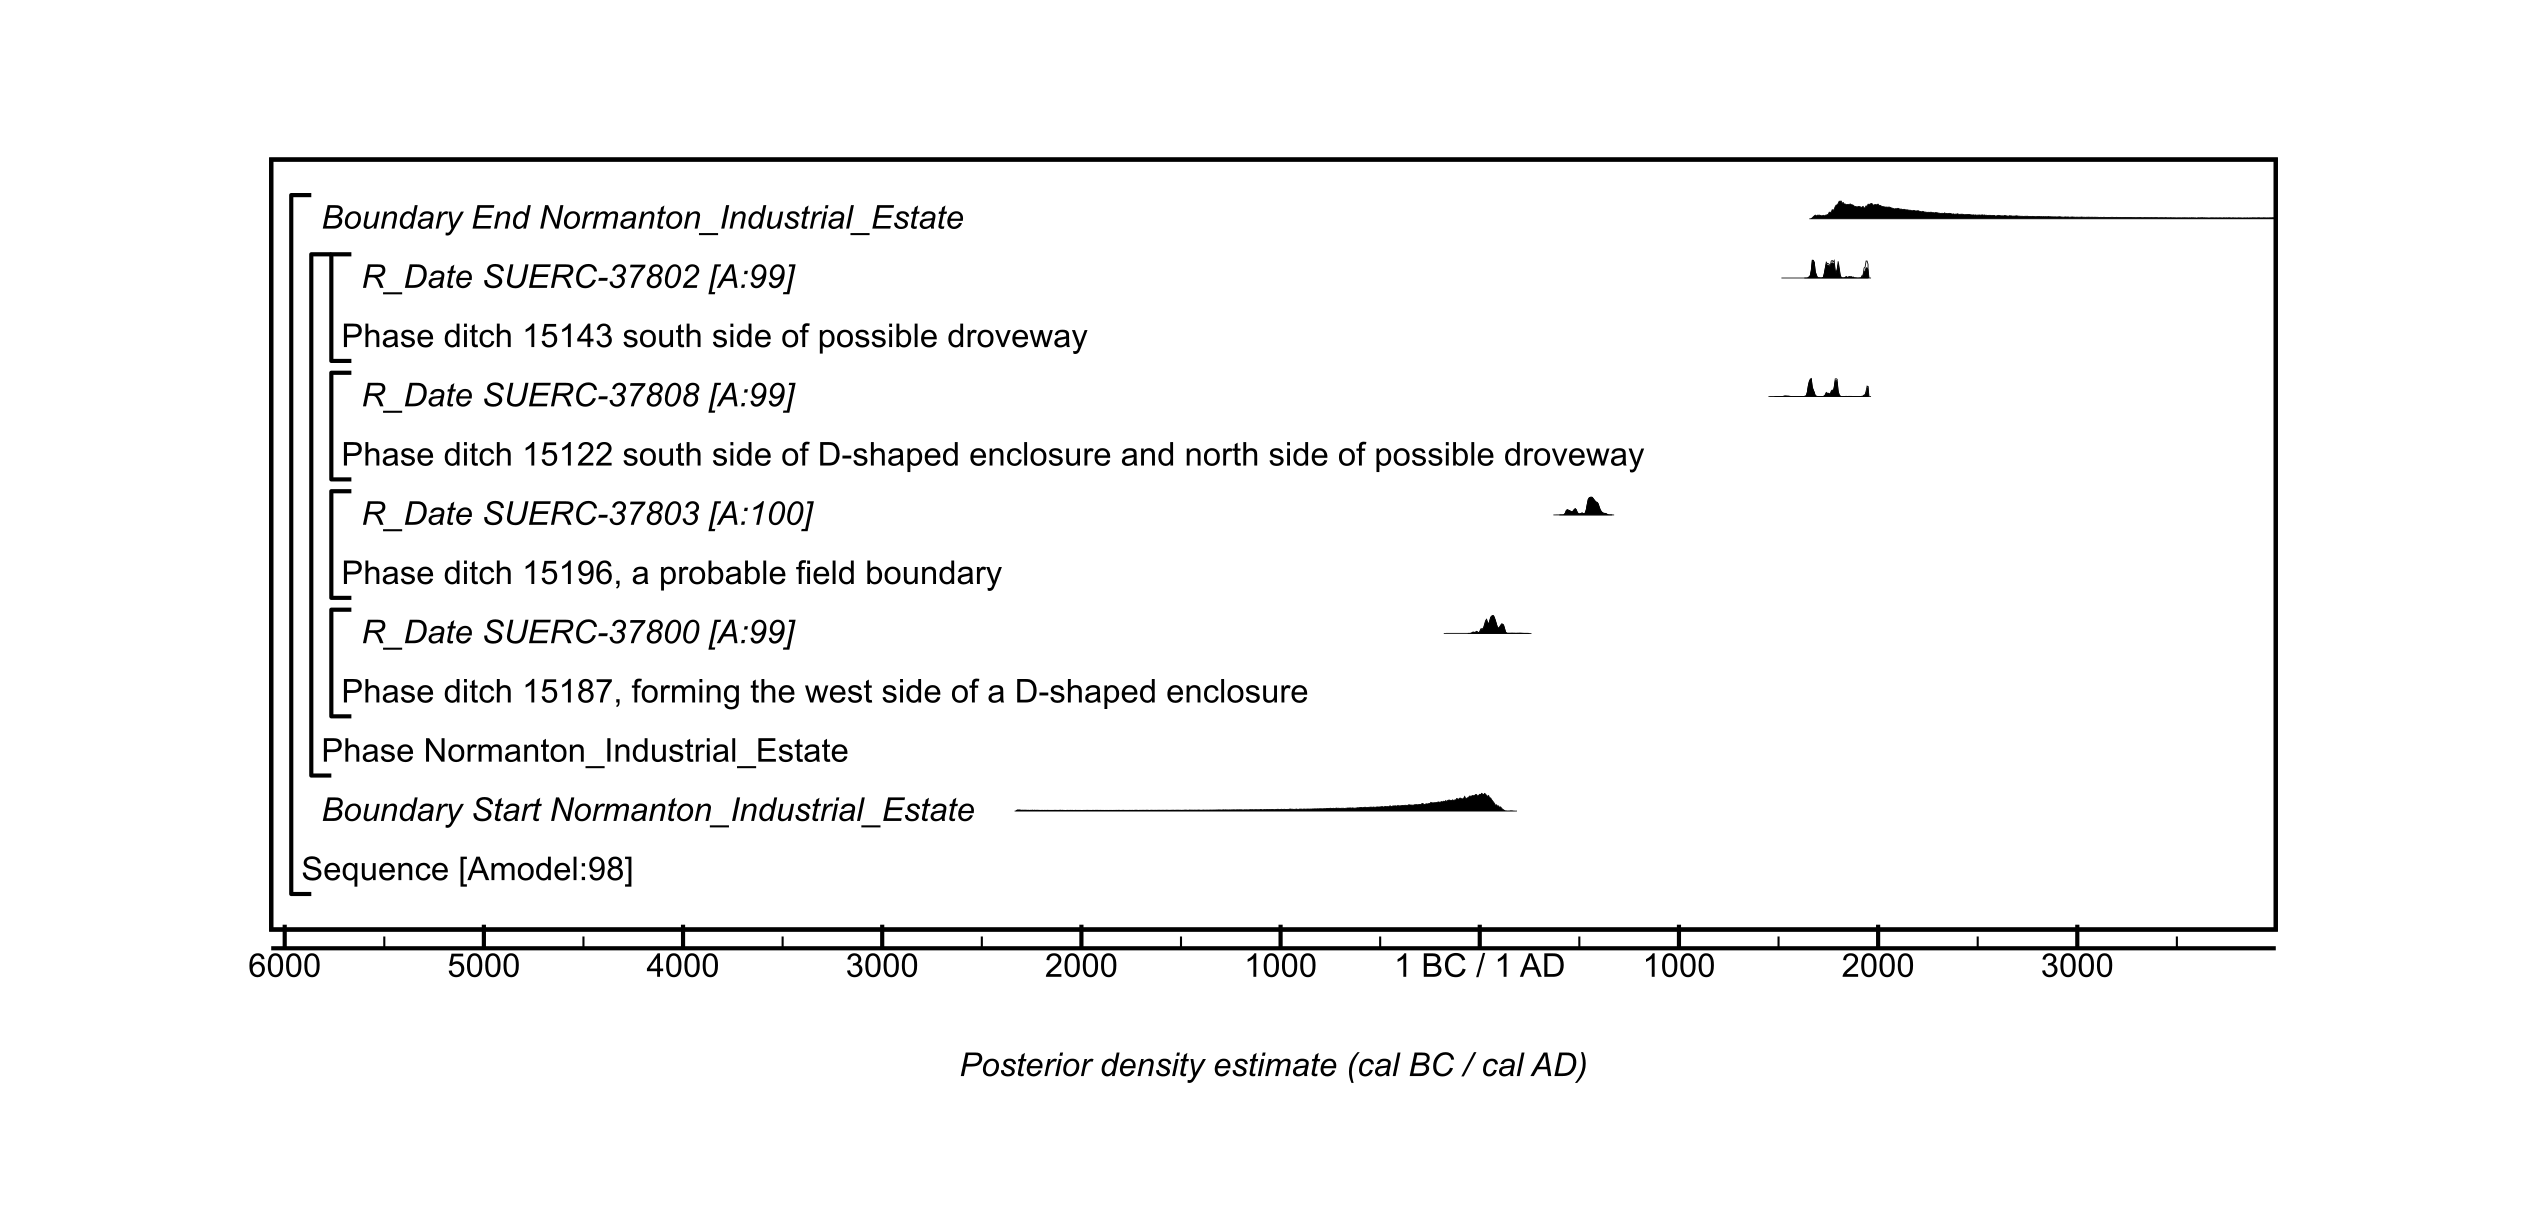 Boundary End Normanton_Industrial_Estate
R_Date SUERC-37802 [A:99]
Phase ditch 15143 south side of possible droveway
R_Date SUERC-37808 [A:99]
Phase ditch 15122 south side of D-shaped enclosure and north side of possible droveway
R_Date SUERC-37803 [A:100]
Phase ditch 15196, a probable field boundary
R_Date SUERC-37800 [A:99]
Phase ditch 15187, forming the west side of a D-shaped enclosure
Phase Normanton_Industrial_Estate
Boundary Start Normanton_Industrial_Estate
Sequence [Amodel:98]
6000 5000 4000 3000 2000 1000 1 BC / 1 AD 1000 2000 3000
Posterior density estimate (cal BC / cal AD)